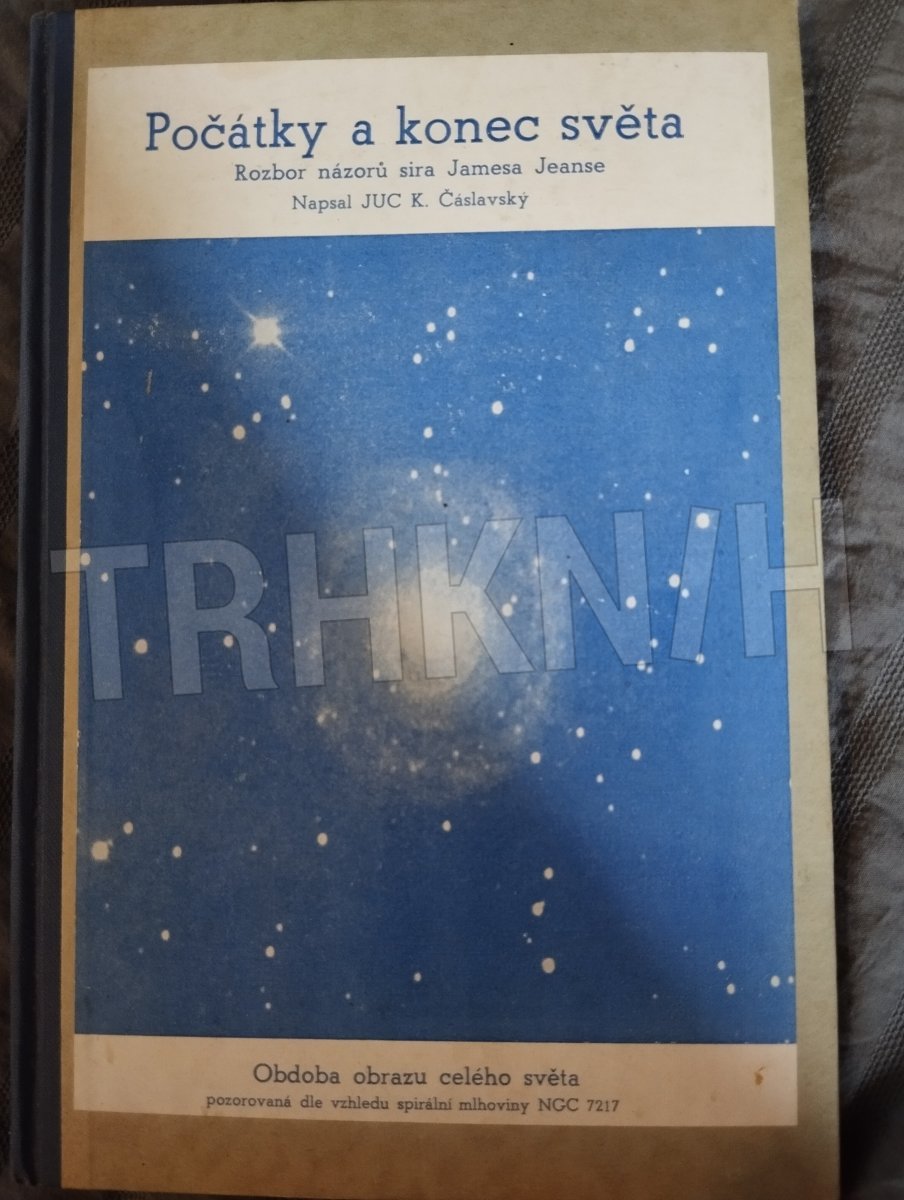 Počátky a konec světa
Rozbor názorů sira Jamesa Jeanse
Napsal JUC K. Čáslavský
TRHKNIH
Obdoba obrazu celého světa
pozorovaná dle vzhledu spirální mlhoviny NGC 7217